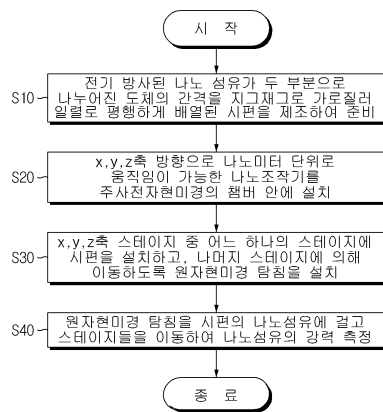 시 작
S10
전기 방사된 나노 섬유가 두 부분으로
나누어진 도체의 간격을 지그재그로 가로질러
일렬로 평행하게 배열된 시편을 제조하여 준비
S20
x,y,z축 방향으로 나노미터 단위로
움직임이 가능한 나노조작기를
주사전자현미경의 챔버 안에 설치
S30
x,y,z축 스테이지 중 어느 하나의 스테이지에
시편을 설치하고, 나머지 스테이지에 의해
이동하도록 원자현미경 탐침을 설치
S40
원자현미경 탐침을 시편의 나노섬유에 걸고
스테이지들을 이동하여 나노섬유의 강력 측정
종 료